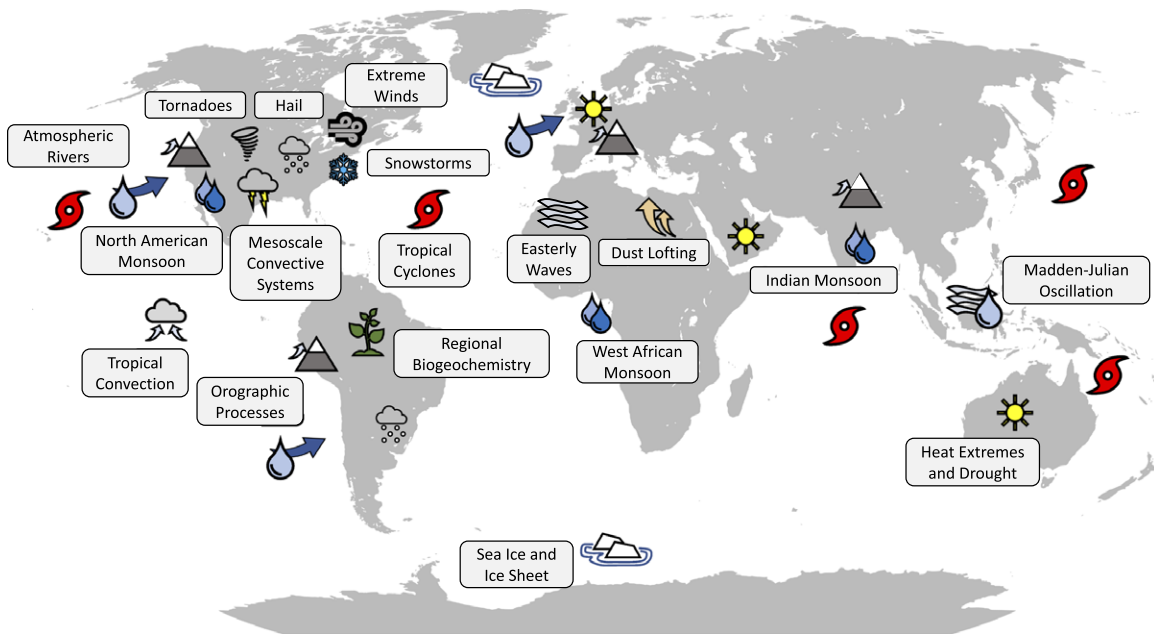 Extreme
Winds
Tornadoes
Hail
Atmospheric
Rivers
Snowstorms
North American
Monsoon
Mesoscale
Convective
Systems
Tropical
Cyclones
Easterly
Waves
Dust Lofting
Indian Monsoon
Madden-Julian
Oscillation
Tropical
Convection
Regional
Biogeochemistry
West African
Monsoon
Orographic
Processes
Heat Extremes
and Drought
Sea Ice and
Ice Sheet